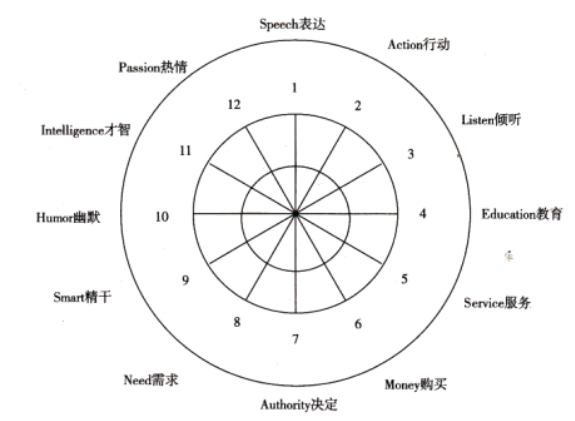 Speech表达
Action行动
Passion热情
1
12
2
Listen倾听
Intelligence才智
11
3
Humor幽默
10
4
Education教育
9
5
Smart精干
Service服务
8
6
7
Need需求
Money购买
Authority决定